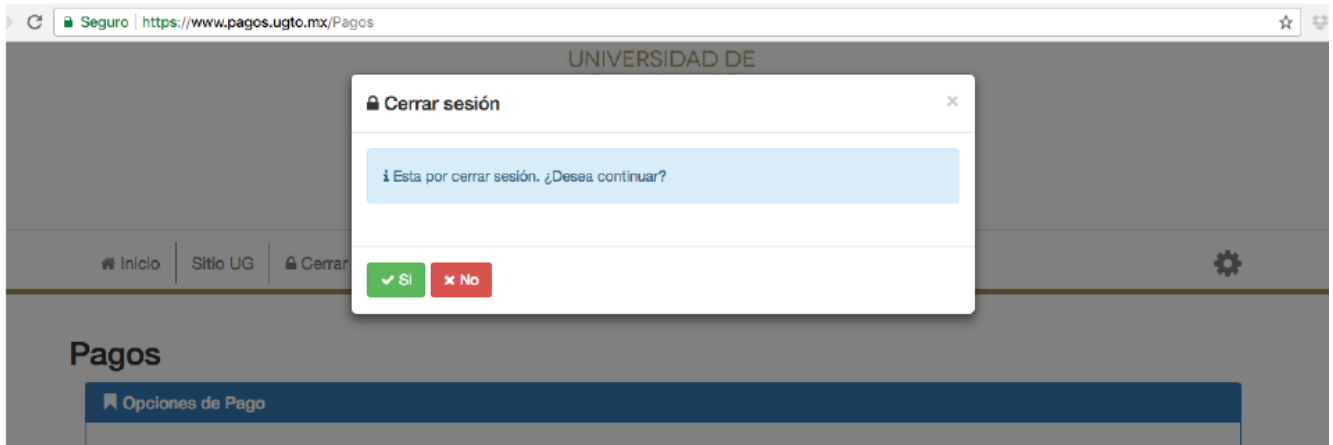 Seguro | https://www.pagos.ugto.mx/Pagos
UNIVERSIDAD DE
Cerrar sesión ×
i Esta por cerrar sesión. ¿Desea continuar?
Inicio Sitio UG Cerrar
SI No
Pagos
Opciones de Pago